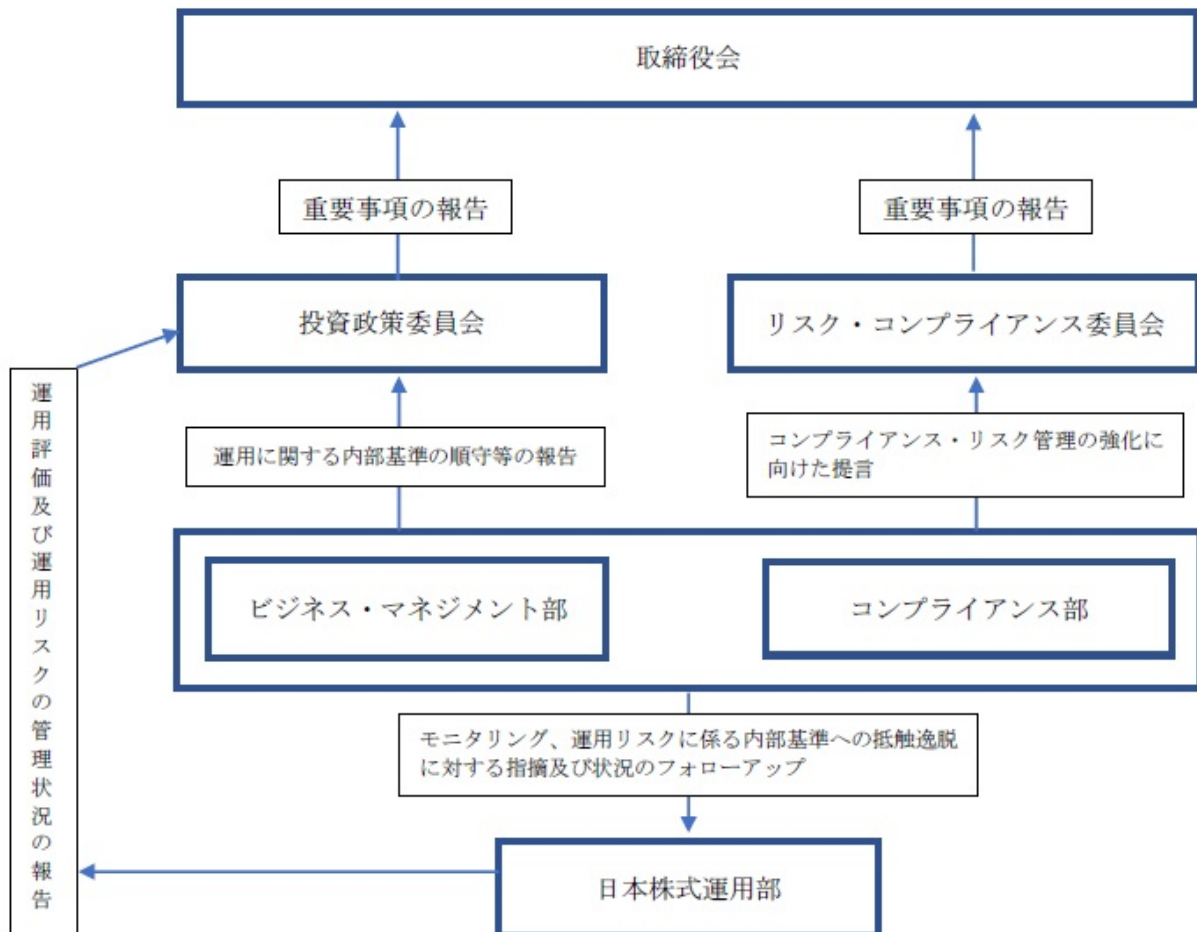 取締役会
重要事項の報告
重要事項の報告
投資政策委員会
リスク・コンプライアンス委員会
運用評価及び運用リスクの管理状況の報告
運用に関する内部基準の順守等の報告
コンプライアンス・リスク管理の強化に
向けた提言
ビジネス・マネジメント部
コンプライアンス部
モニタリング、運用リスクに係る内部基準への抵触逸脱
に対する指摘及び状況のフォローアップ
日本株式運用部